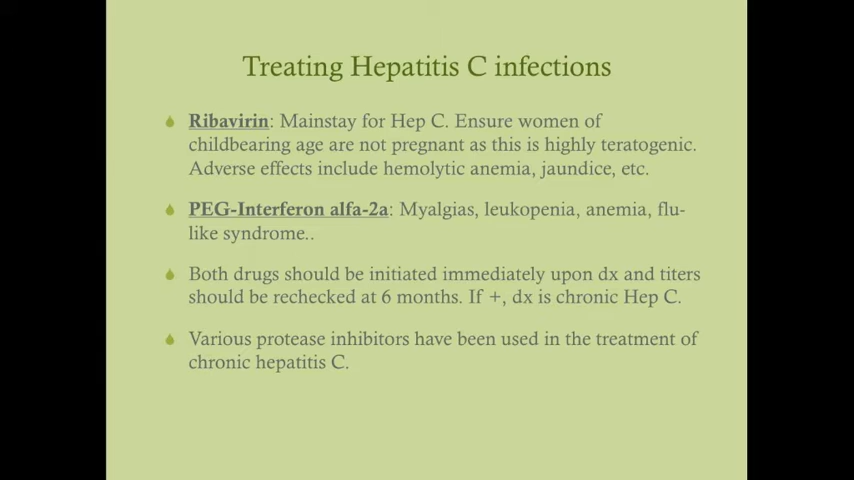 Treating Hepatitis C infections
Ribavirin: Mainstay for Hep C. Ensure women of
childbearing age are not pregnant as this is highly teratogenic.
Adverse effects include hemolytic anemia, jaundice, etc.
PEG-Interferon alfa-2a: Myalgias, leukopenia, anemia, flu-
like syndrome..
Both drugs should be initiated immediately upon dx and titers
should be rechecked at 6 months. If +, dx is chronic Hep C.
Various protease inhibitors have been used in the treatment of
chronic hepatitis C.